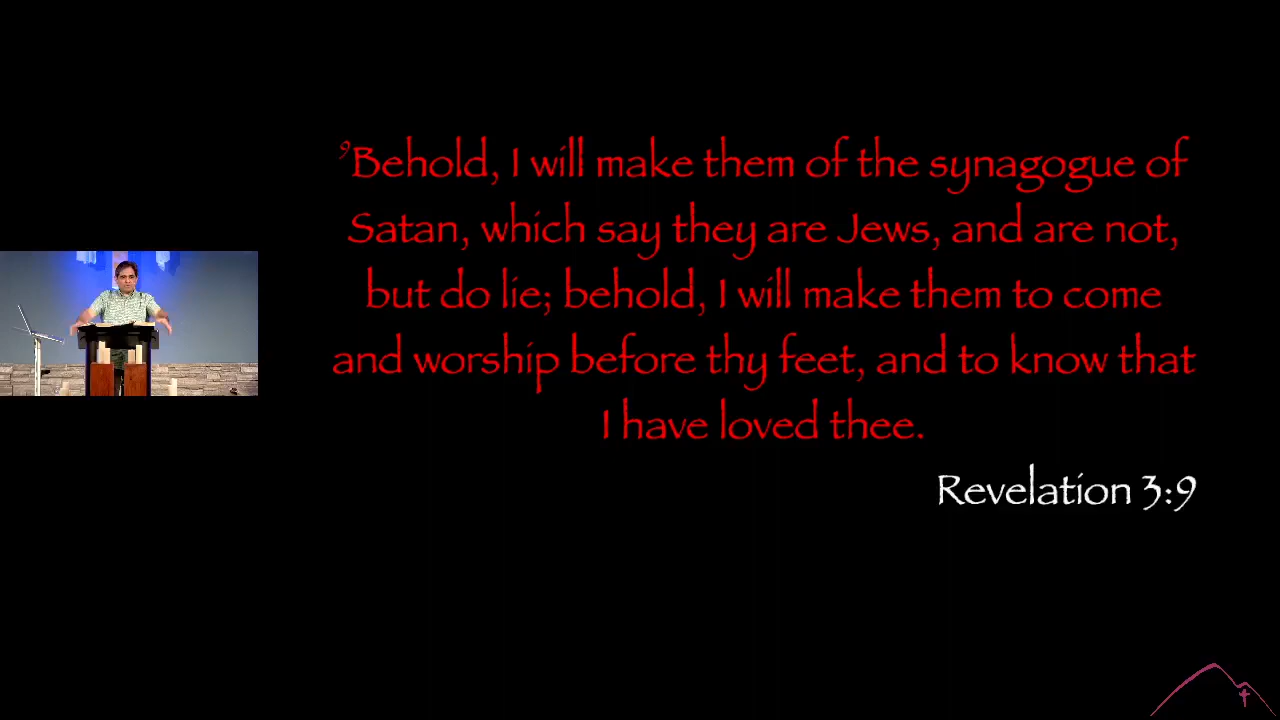 ⁹Behold, I will make them of the synagogue of
Satan, which say they are Jews, and are not,
but do lie; behold, I will make them to come
and worship before thy feet, and to know that
I have loved thee.
Revelation 3:9